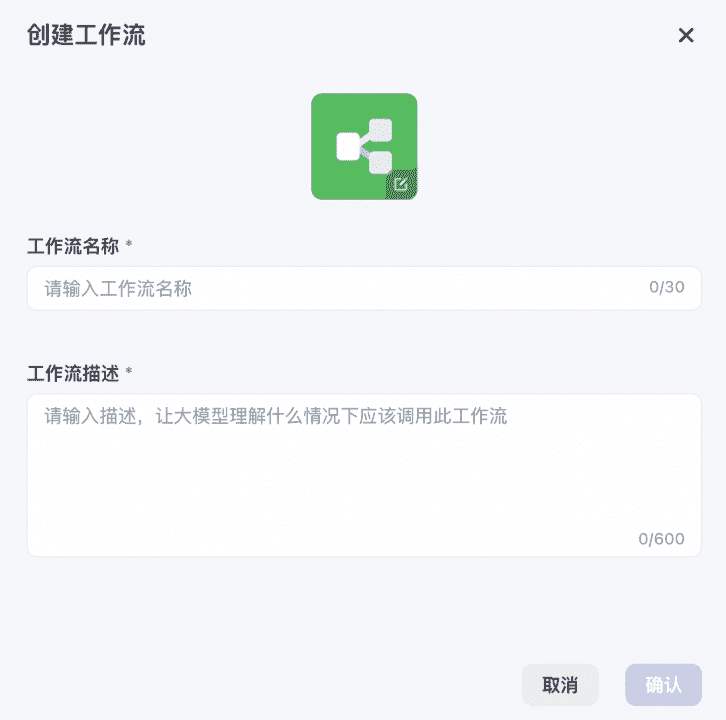 创建工作流
工作流名称 *
请输入工作流名称 0/30
工作流描述 *
请输入描述，让大模型理解什么情况下应该调用此工作流
0/600
取消 确认